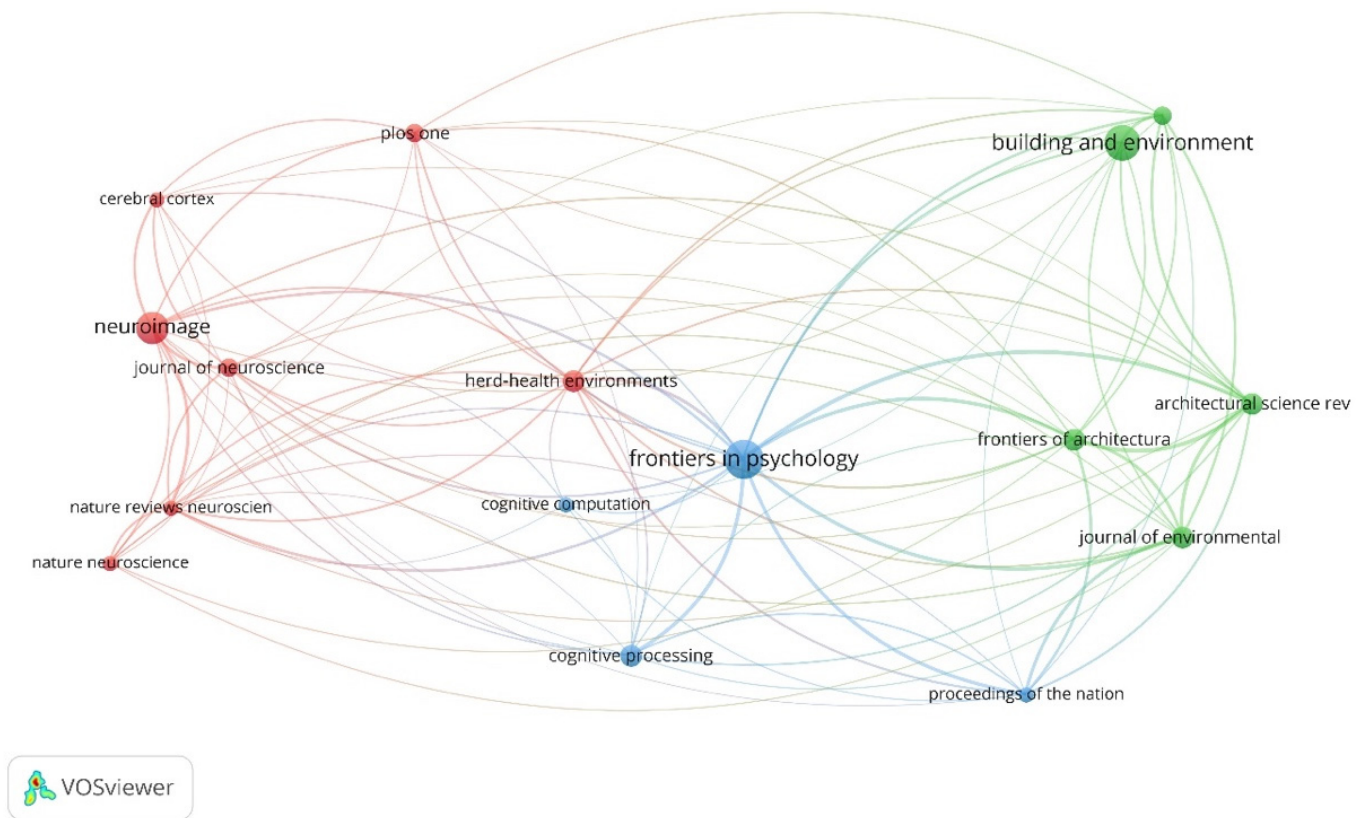 plos one
building and environment
cerebral cortex
neuroimage
journal of neuroscience
herd-health environments
architectural science rev
frontiers of architectura
frontiers in psychology
cognitive computation
nature reviews neuroscien
journal of environmental
nature neuroscience
cognitive processing
proceedings of the nation
VOSviewer